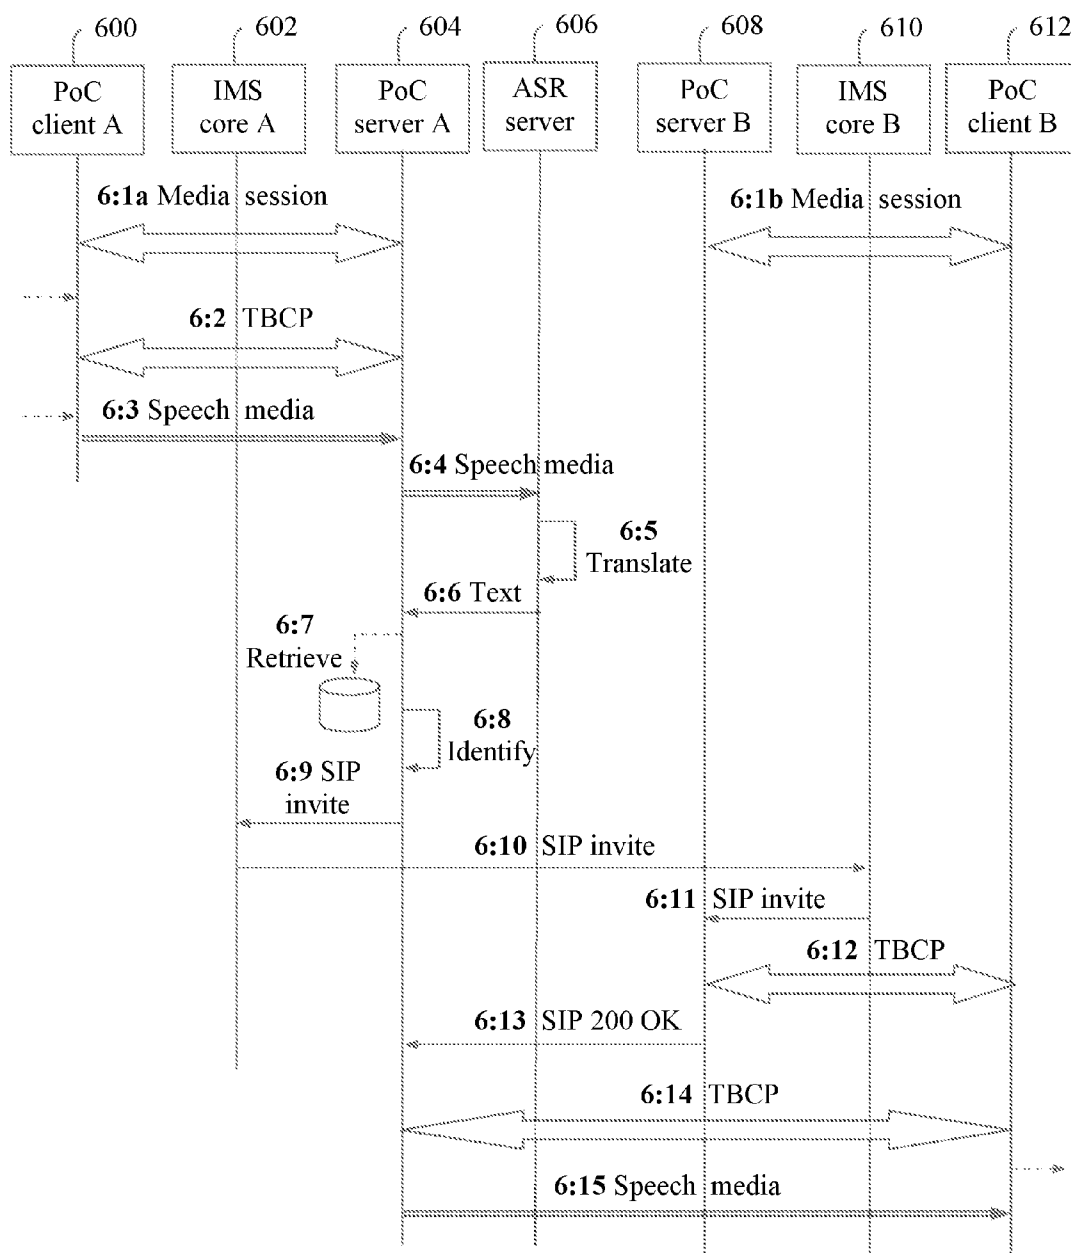 600
602
604
606
608
610
612
PoC
client A
IMS
core A
PoC
server A
ASR
server
PoC
server B
IMS
core B
PoC
client B
6:1a Media session
6:1b Media session
6:2 TBCP
6:3 Speech media
6:4 Speech media
6:5
Translate
6:6 Text
6:7
Retrieve
6:8
Identify
6:9 SIP
invite
6:10 SIP invite
6:11 SIP invite
6:12 TBCP
6:13 SIP 200 OK
6:14 TBCP
6:15 Speech media